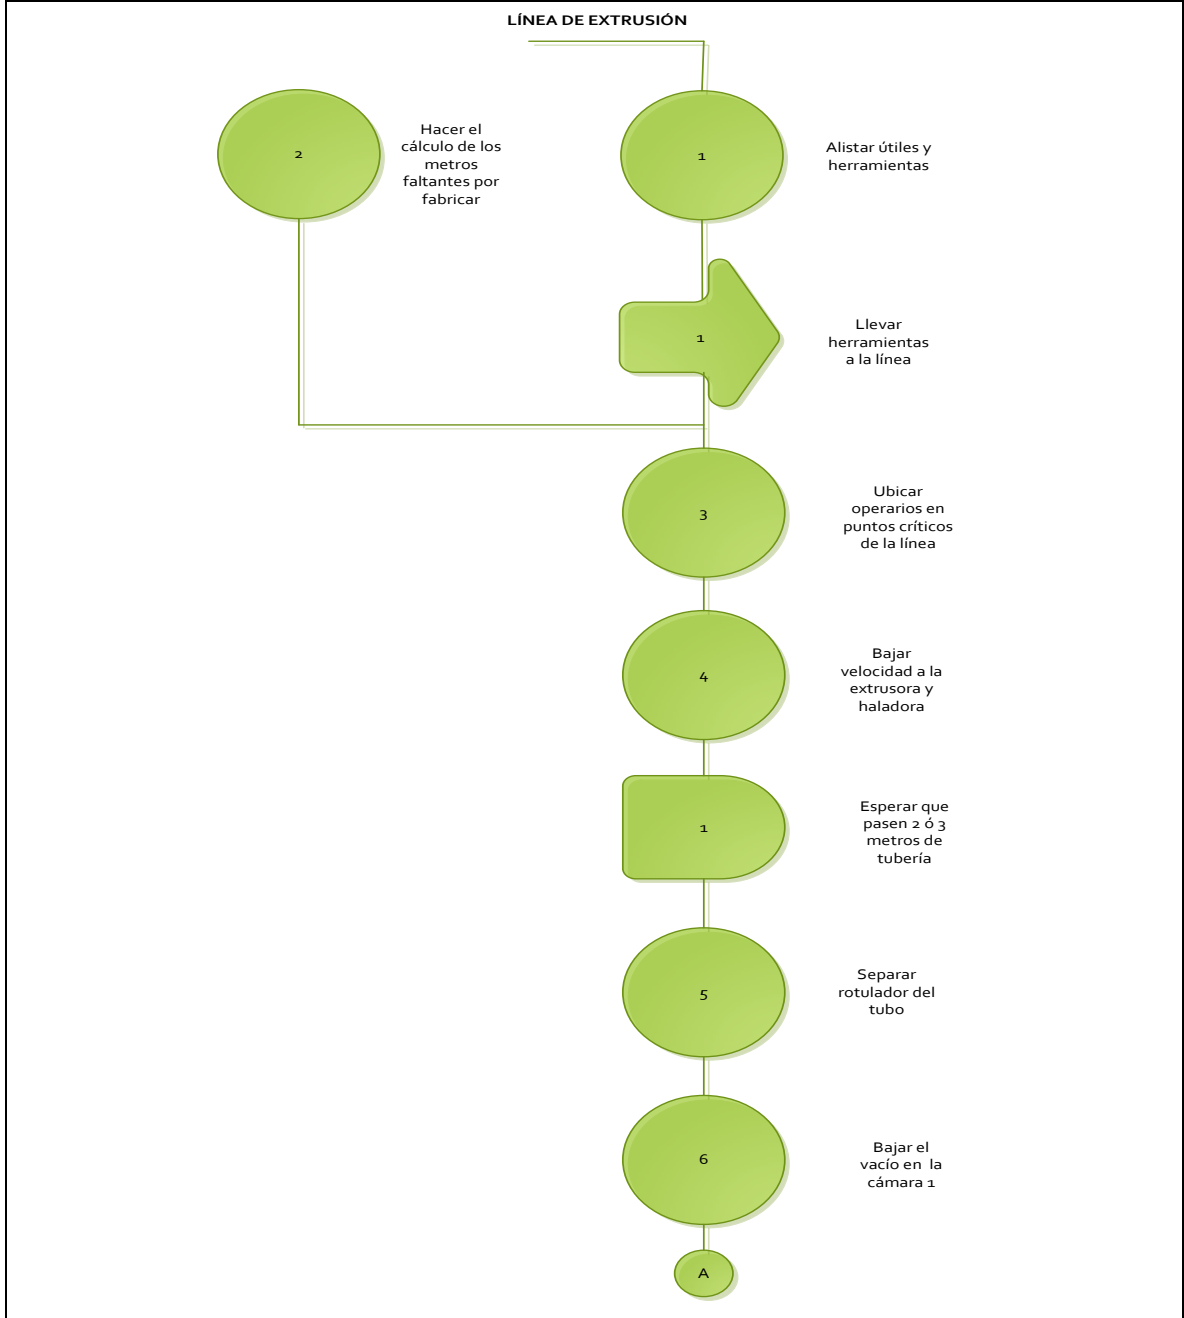 LÍNEA DE EXTRUSIÓN
2
Hacer el
cálculo de los
metros
faltantes por
fabricar
1
Alistar útiles y
herramientas
1
Llevar
herramientas
a la línea
3
Ubicar
operarios en
puntos críticos
de la línea
4
Bajar
velocidad a la
extrusora y
haladora
1
Esperar que
pasen 2 ó 3
metros de
tubería
5
Separar
rotulador del
tubo
6
Bajar el
vacío en la
cámara 1
A